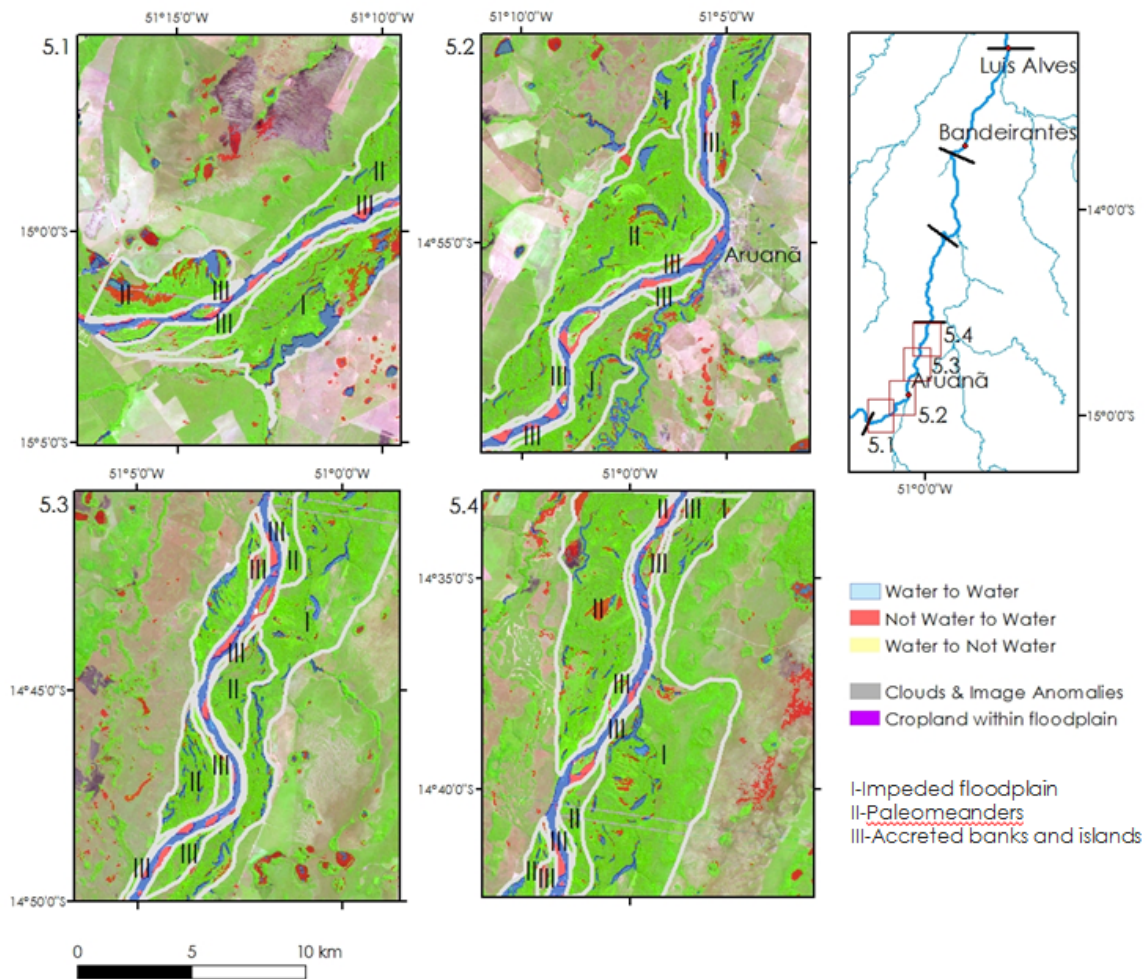 51°15'0"W 51°10'0"W
5.1
II
III
15°0'0"S
II
III
III
I
15°5'0"S
51°10'0"W 51°5'0"W
5.2
I
I
III
II
14°55'0"S
Aruanã
III
III
III
I
14°58'0"S
III
Luis Alves
Bandeirantes
14°0'0"S
5.4
5.3
Aruanã
5.2
15°0'0"S
5.1
51°0'0"W
51°5'0"W 51°0'0"W
5.3
III
III
II
I
III
14°45'0"S
II
III
II
III
III
14°50'0"S
51°0'0"W
5.4
II
III
I
14°35'0"S
III
II
III
III
I
14°40'0"S
II
III
II
III
Water to Water
Not Water to Water
Water to Not Water
Clouds & Image Anomalies
Cropland within floodplain
I-Impeded floodplain
II-Paleomeanders
III-Accreted banks and islands
0 5 10 km